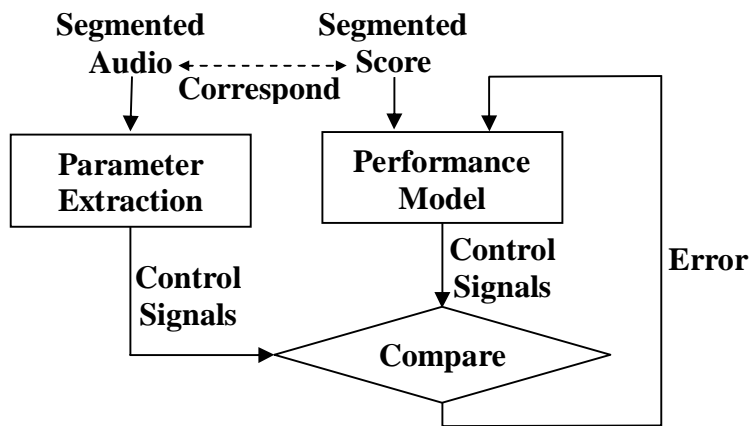 Segmented
Audio
Segmented
Score
Correspond
Parameter
Extraction
Performance
Model
Control
Signals
Control
Signals
Error
Compare